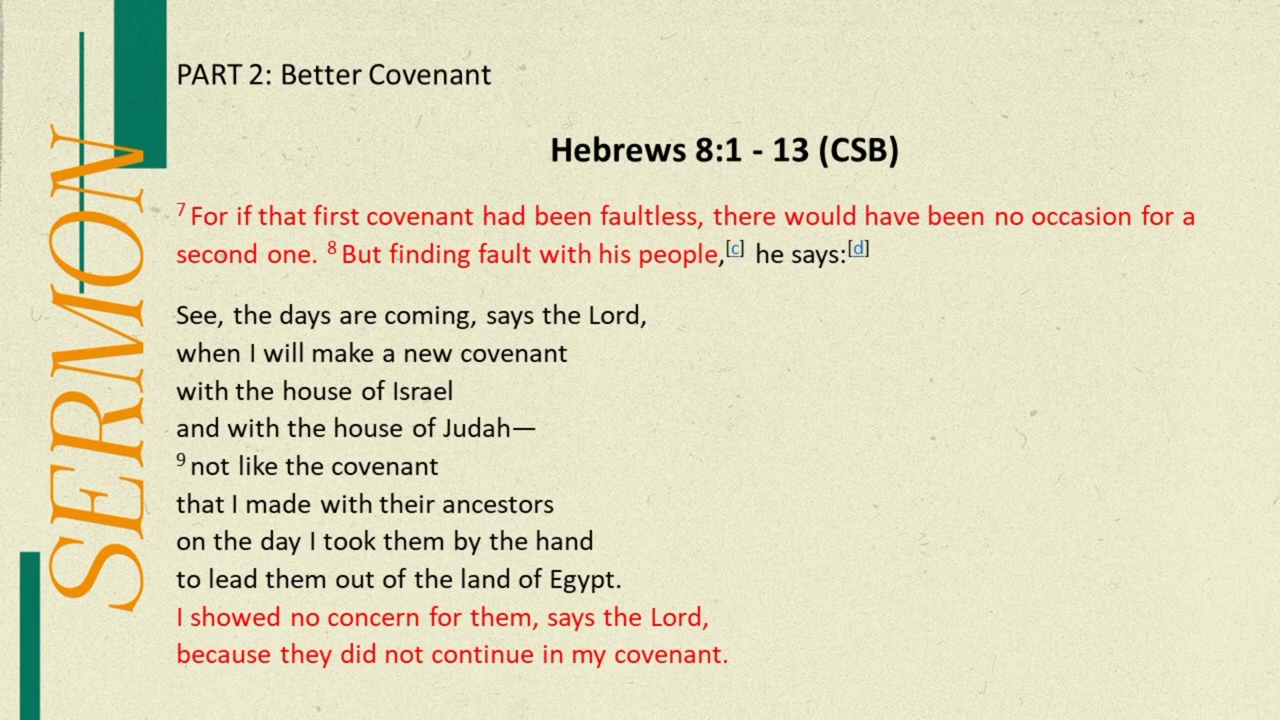 SERMON
PART 2: Better Covenant
Hebrews 8:1 - 13 (CSB)
⁷ For if that first covenant had been faultless, there would have been no occasion for a
second one. ⁸ But finding fault with his people,[c] he says:[d]
See, the days are coming, says the Lord,
when I will make a new covenant
with the house of Israel
and with the house of Judah—
⁹ not like the covenant
that I made with their ancestors
on the day I took them by the hand
to lead them out of the land of Egypt.
I showed no concern for them, says the Lord,
because they did not continue in my covenant.